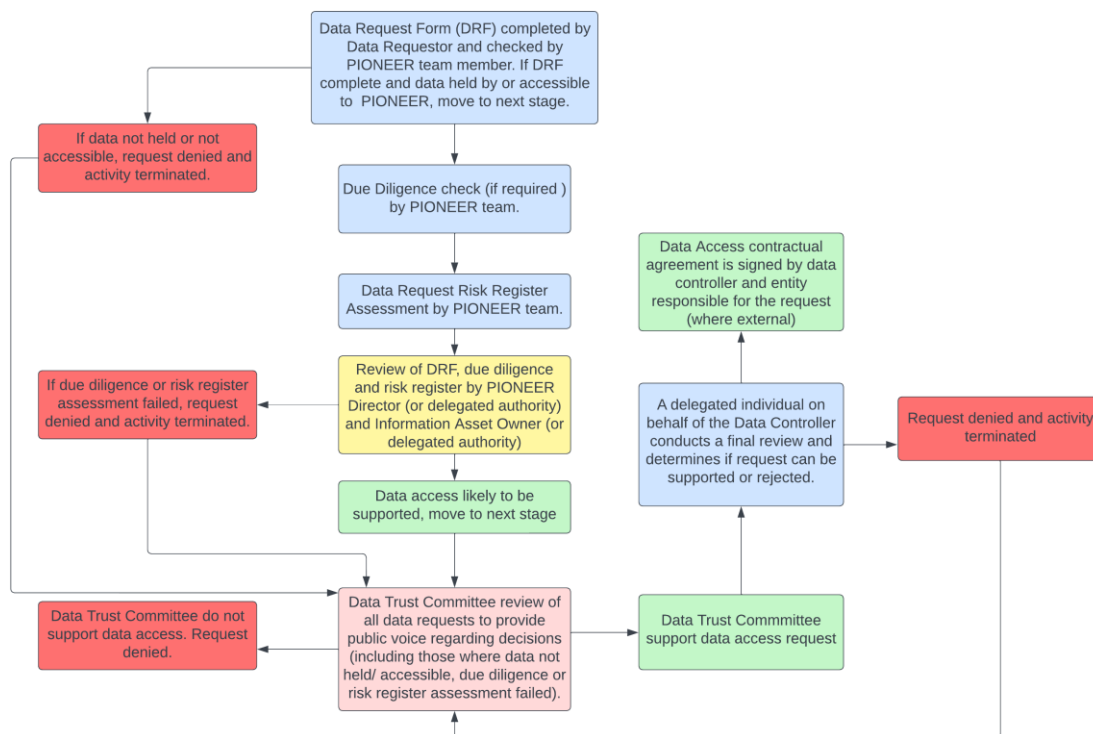 Data Request Form (DRF) completed by
Data Requestor and checked by
PIONEER team member. If DRF
complete and data held by or accessible
to PIONEER, move to next stage.
If data not held or not
accessible, request denied and
activity terminated.
Due Diligence check (if required )
by PIONEER team.
Data Access contractual
agreement is signed by data
controller and entity
responsible for the request
(where external)
Data Request Risk Register
Assessment by PIONEER team.
If due diligence or risk register
assessment failed, request
denied and activity terminated.
Review of DRF, due diligence
and risk register by PIONEER
Director (or delegated authority)
and Information Asset Owner (or
delegated authority)
A delegated individual on
behalf of the Data Controller
conducts a final review and
determines if request can be
supported or rejected.
Request denied and activity
terminated
Data access likely to be
supported, move to next stage
Data Trust Committee do not
support data access. Request
denied.
Data Trust Committee review of
all data requests to provide
public voice regarding decisions
(including those where data not
held/ accessible, due diligence or
risk register assessment failed).
Data Trust Commmittee
support data access request